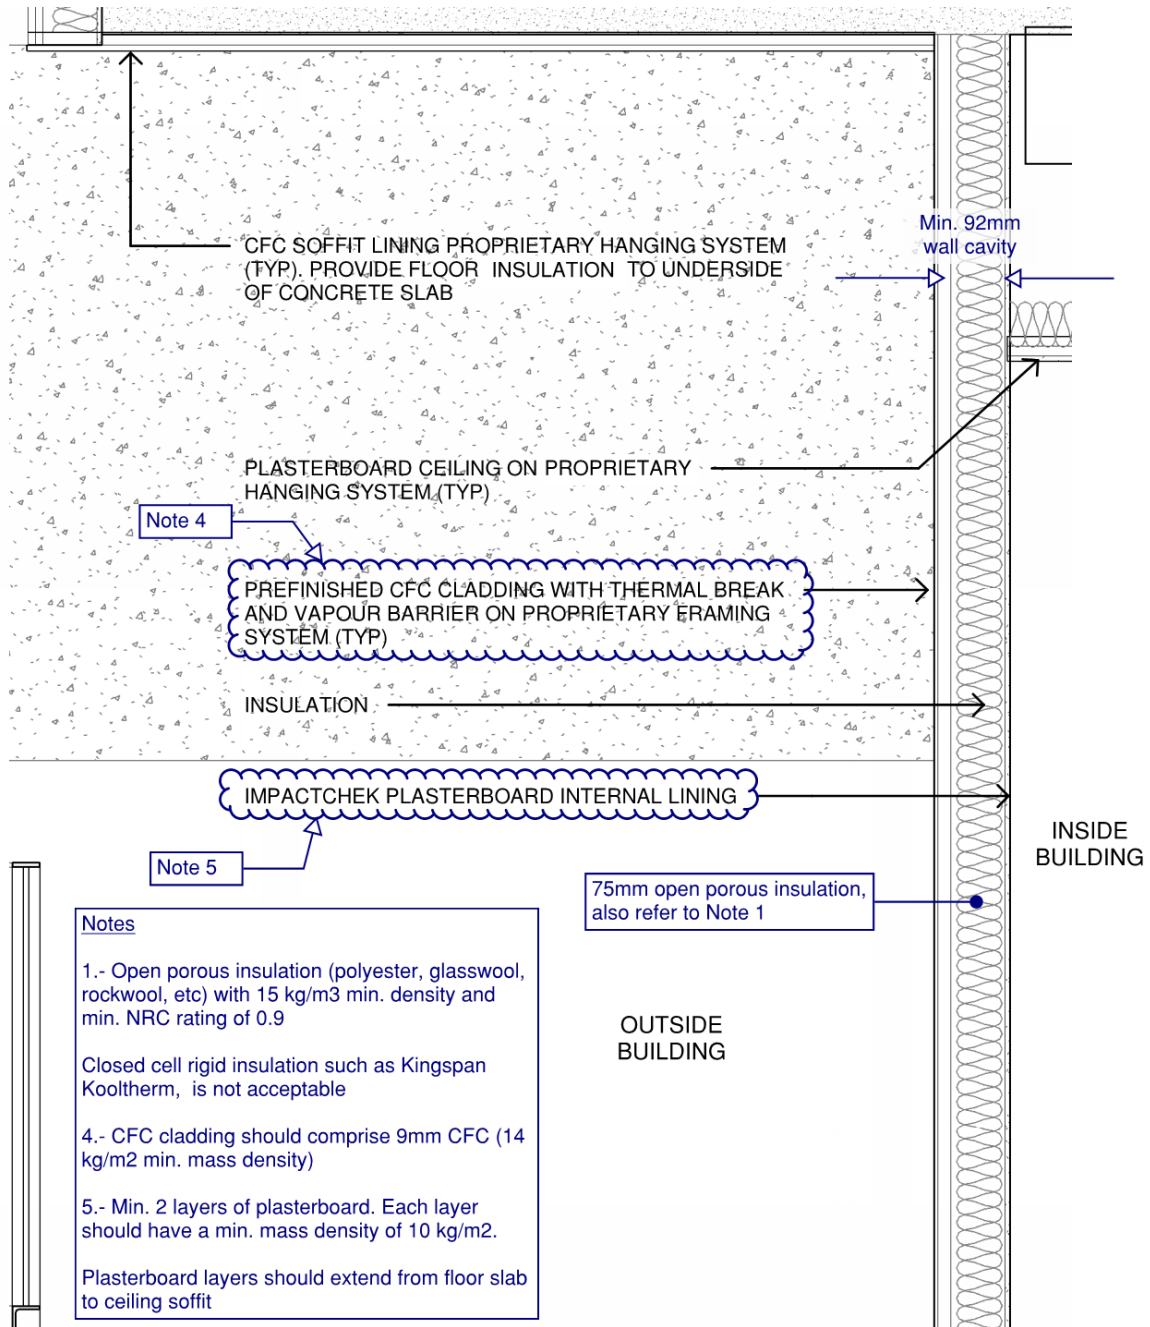 Min. 92mm
wall cavity
CFC SOFFIT LINING PROPRIETARY HANGING SYSTEM
(TYP). PROVIDE FLOOR INSULATION TO UNDERSIDE
OF CONCRETE SLAB
PLASTERBOARD CEILING ON PROPRIETARY
HANGING SYSTEM (TYP)
Note 4
PREFINISHED CFC CLADDING WITH THERMAL BREAK
AND VAPOUR BARRIER ON PROPRIETARY FRAMING
SYSTEM (TYP)
INSULATION
IMPACTCHEK PLASTERBOARD INTERNAL LINING
INSIDE
BUILDING
Note 5
75mm open porous insulation,
also refer to Note 1
Notes
1.- Open porous insulation (polyester, glasswool,
rockwool, etc) with 15 kg/m3 min. density and
min. NRC rating of 0.9
Closed cell rigid insulation such as Kingspan
Kooltherm, is not acceptable
4.- CFC cladding should comprise 9mm CFC (14
kg/m2 min. mass density)
5.- Min. 2 layers of plasterboard. Each layer
should have a min. mass density of 10 kg/m2.
Plasterboard layers should extend from floor slab
to ceiling soffit
OUTSIDE
BUILDING